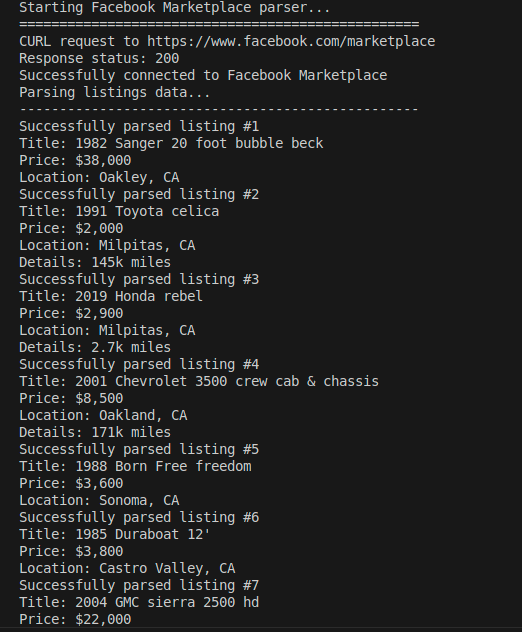 Starting Facebook Marketplace parser...
==================================================
CURL request to https://www.facebook.com/marketplace
Response status: 200
Successfully connected to Facebook Marketplace
Parsing listings data...
--------------------------------------------------
Successfully parsed listing #1
Title: 1982 Sanger 20 foot bubble beck
Price: $38,000
Location: Oakley, CA
Successfully parsed listing #2
Title: 1991 Toyota celica
Price: $2,000
Location: Milpitas, CA
Details: 145k miles
Successfully parsed listing #3
Title: 2019 Honda rebel
Price: $2,900
Location: Milpitas, CA
Details: 2.7k miles
Successfully parsed listing #4
Title: 2001 Chevrolet 3500 crew cab & chassis
Price: $8,500
Location: Oakland, CA
Details: 171k miles
Successfully parsed listing #5
Title: 1988 Born Free freedom
Price: $3,600
Location: Sonoma, CA
Successfully parsed listing #6
Title: 1985 Duraboat 12'
Price: $3,800
Location: Castro Valley, CA
Successfully parsed listing #7
Title: 2004 GMC sierra 2500 hd
Price: $22,000